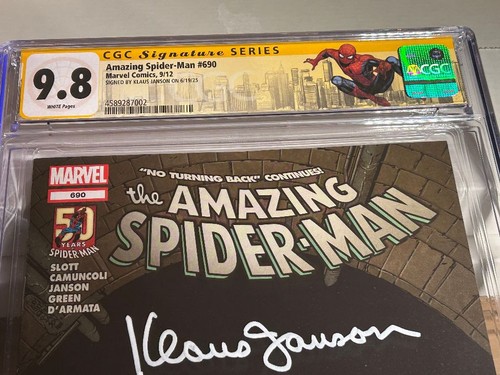 CGC Signature SERIES
9.8
WHITE Pages
Amazing Spider-Man #690
Marvel Comics, 9/12
SIGNED BY KLAUS JANSON ON 6/19/25
4589287002
CGC
MARVEL
690
50
YEARS
SPIDER-MAN
SLOTT
CAMUNCOLI
JANSON
GREEN
D'ARMATA
"NO TURNING BACK" CONTINUES!
the AMAZING
SPIDER-MAN
Klaus Janson